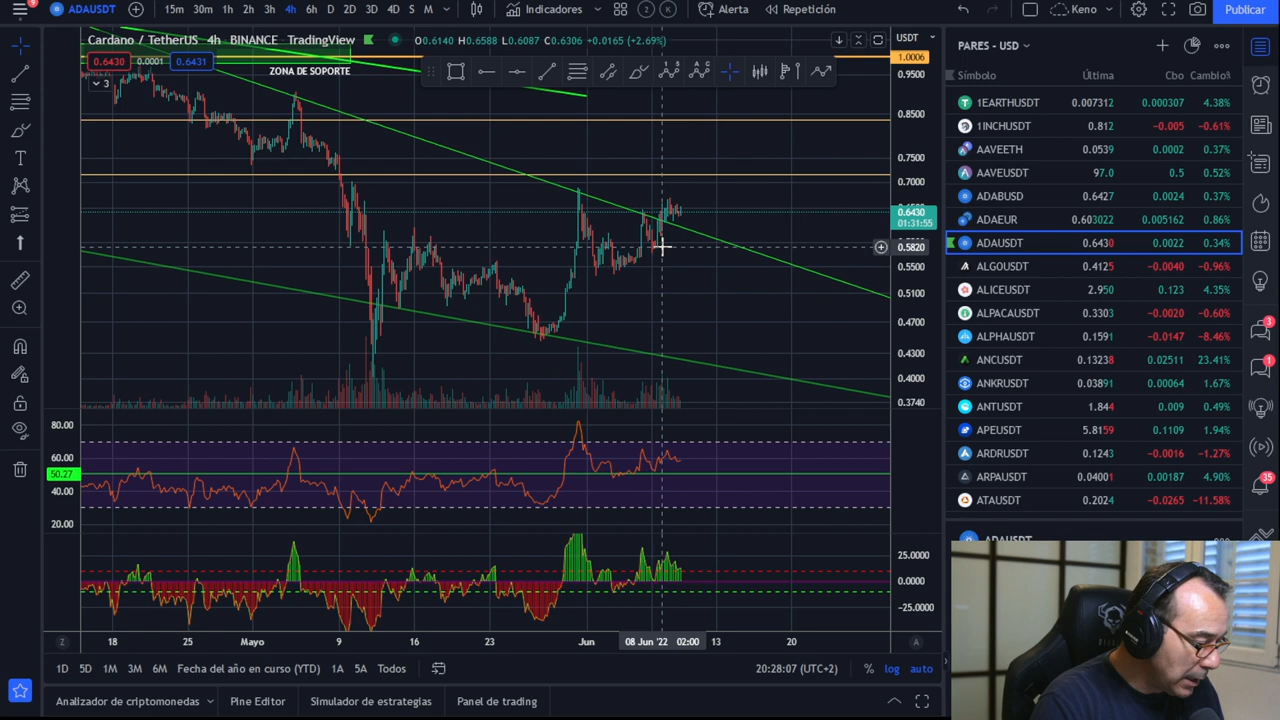 9
ADAUSDT
15m 30m 1h 2h 3h 4h 6h D 2D 3D 4D S M
Indicadores
2 K
Alerta
Repetición
Keno
Publicar
Cardano / TetherUS 4h BINANCE TradingView
O0.6140 H0.6588 L0.6087 C0.6306 +0.0165 (+2.69%)
0.6430 0.0001 0.6431
ZONA DE SOPORTE
3
USDT
1.0006
0.9500
0.8500
0.7500
0.7000
0.6430
01:31:55
0.5820
0.5500
0.5100
0.4700
0.4300
0.4000
0.3740
80.00
60.00
50.27
40.00
20.00
25.0000
0.0000
−25.0000
Z
18 25 Mayo 9 16 23 Jun 08 Jun '22 02:00 13 20
A
1D 5D 1M 3M 6M Fecha del año en curso (YTD) 1A 5A Todos
20:28:07 (UTC+2)
% log auto
Analizador de criptomonedas Pine Editor Simulador de estrategias Panel de trading
PARES - USD
Símbolo Última Cbo Cambio%
1EARTHUSDT 0.007312 0.000307 4.38%
1INCHUSDT 0.812 −0.005 −0.61%
AAVEETH 0.0539 0.0002 0.37%
AAVEUSDT 97.0 0.5 0.52%
ADABUSD 0.6427 0.0024 0.37%
ADAEUR 0.603022 0.005162 0.86%
ADAUSDT 0.6430 0.0022 0.34%
ALGOUSDT 0.4125 −0.0040 −0.96%
ALICEUSDT 2.950 0.123 4.35%
ALPACAUSDT 0.3303 −0.0020 −0.60%
ALPHAUSDT 0.1591 −0.0147 −8.46%
ANCUSDT 0.13238 0.02511 23.41%
ANKRUSDT 0.03891 0.00064 1.67%
ANTUSDT 1.844 0.009 0.49%
APEUSDT 5.8159 0.1109 1.94%
ARDRUSDT 0.1243 −0.0016 −1.27%
ARPAUSDT 0.04001 0.00187 4.90%
ATAUSDT 0.2024 −0.0265 −11.58%
ADAUSDT
3
1
35